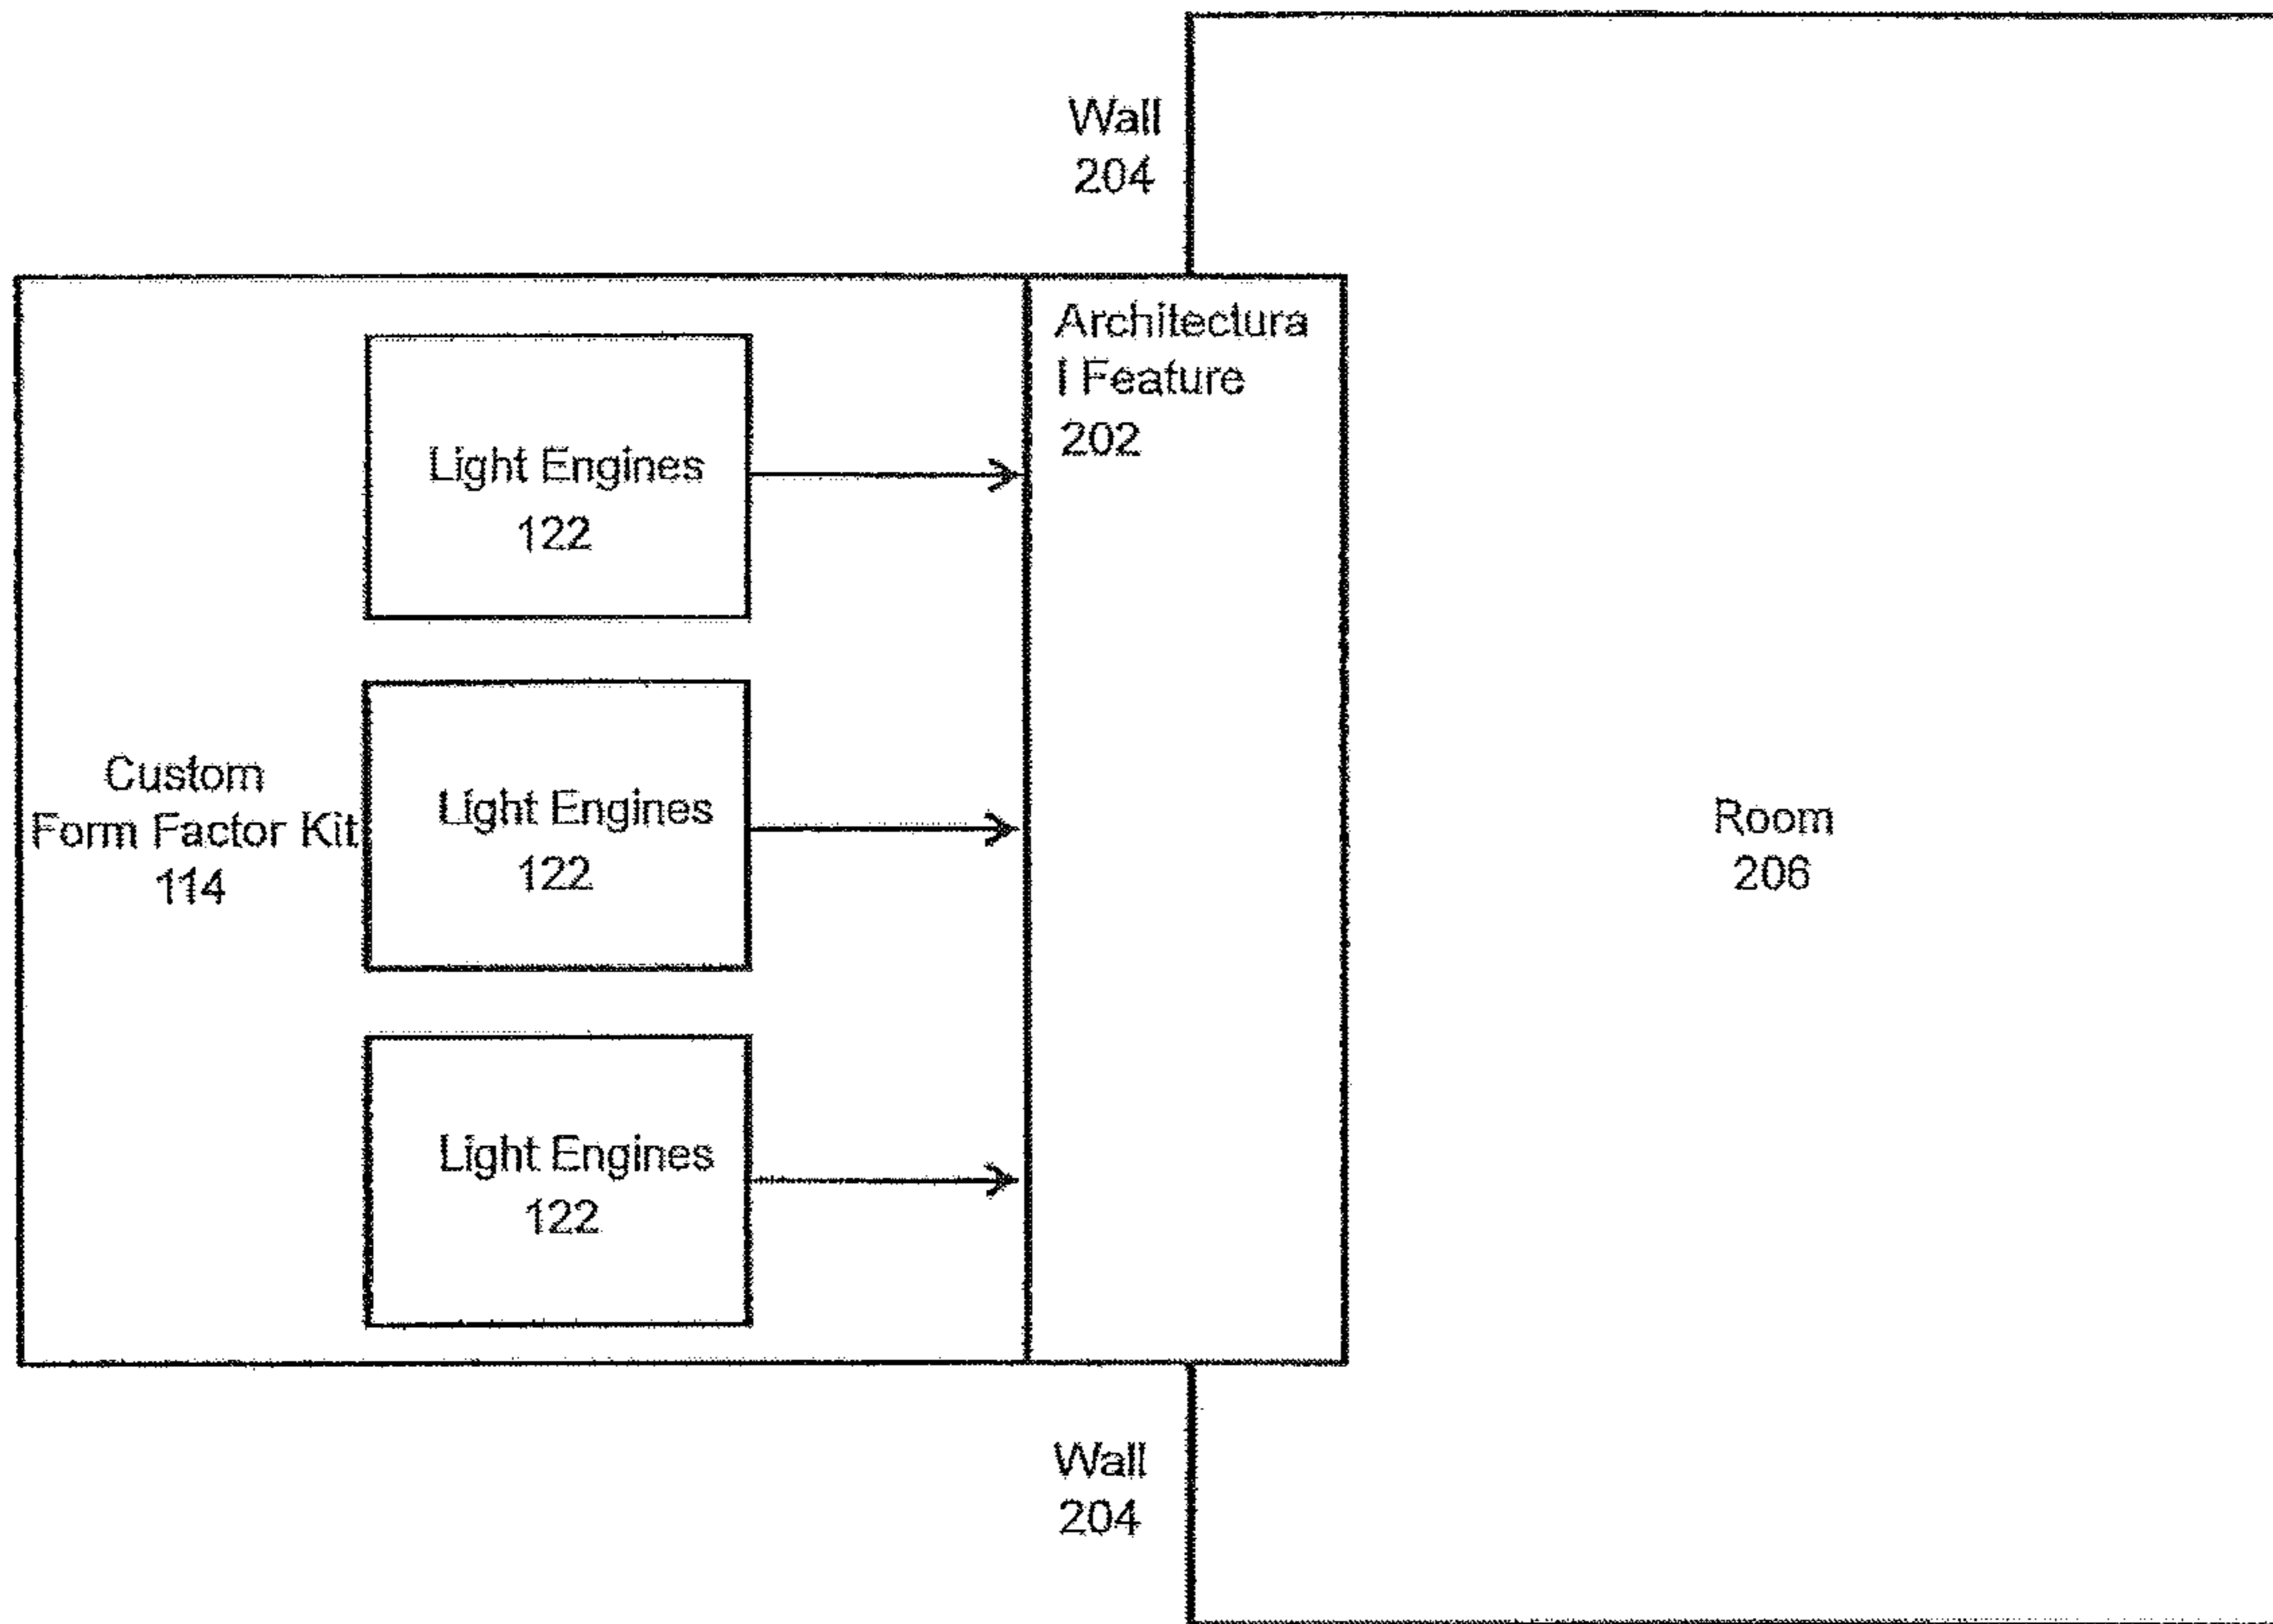 Wall
204
Architectura
l Feature
202
Light Engines
122
Custom
Form Factor Kit
114
Light Engines
122
Room
206
Light Engines
122
Wall
204